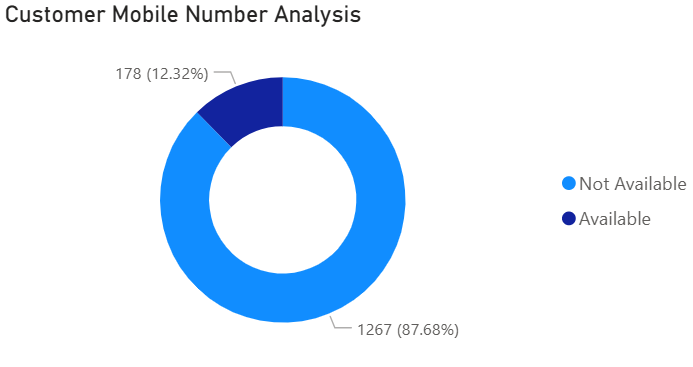 Customer Mobile Number Analysis
178 (12.32%)
Not Available
Available
1267 (87.68%)